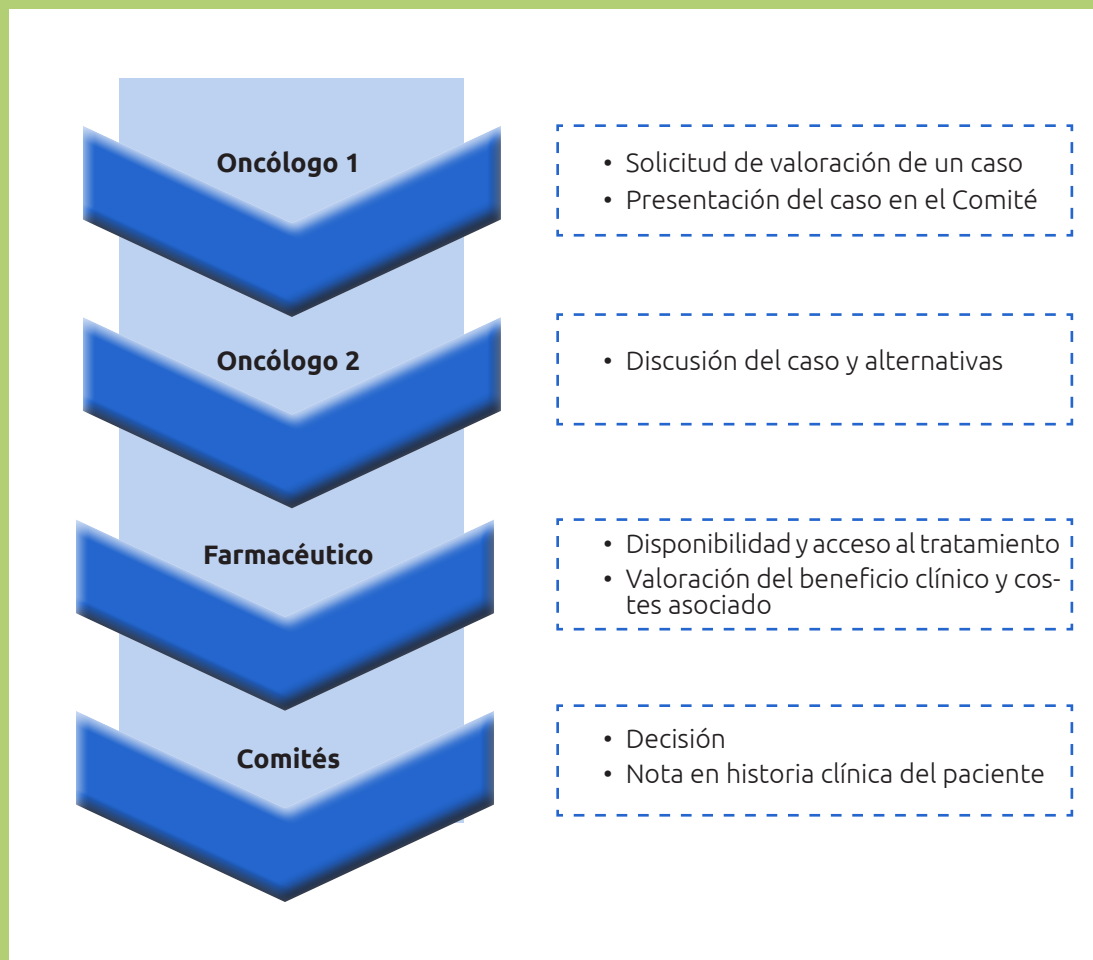 Oncólogo 1
• Solicitud de valoración de un caso
• Presentación del caso en el Comité
Oncólogo 2
• Discusión del caso y alternativas
Farmacéutico
• Disponibilidad y acceso al tratamiento
• Valoración del beneficio clínico y cos-
tes asociado
Comités
• Decisión
• Nota en historia clínica del paciente